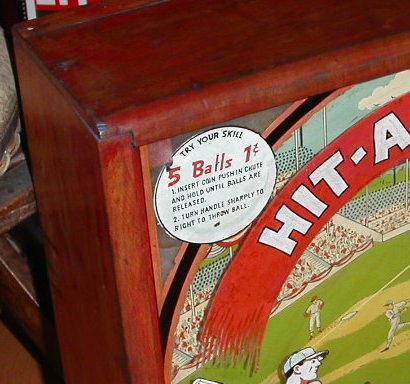 TRY YOUR SKILL
5 Balls 1¢
1. INSERT COIN PUSH IN CHUTE
AND HOLD UNTIL BALLS ARE
RELEASED.
2. TURN HANDLE SHARPLY TO
RIGHT TO THROW BALL.
HIT-A